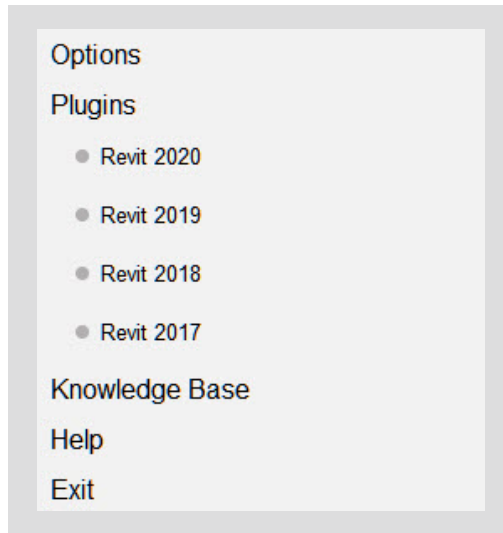 Options
Plugins
Revit 2020
Revit 2019
Revit 2018
Revit 2017
Knowledge Base
Help
Exit